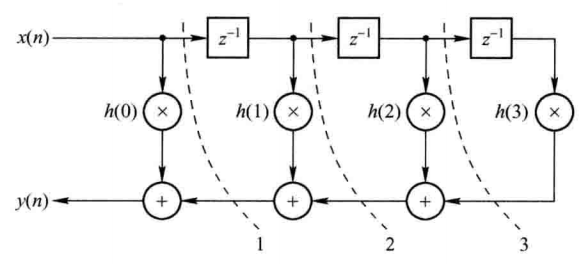 x(n) z⁻¹ z⁻¹ z⁻¹
h(0) × h(1) × h(2) × h(3) ×
y(n) + + +
1 2 3